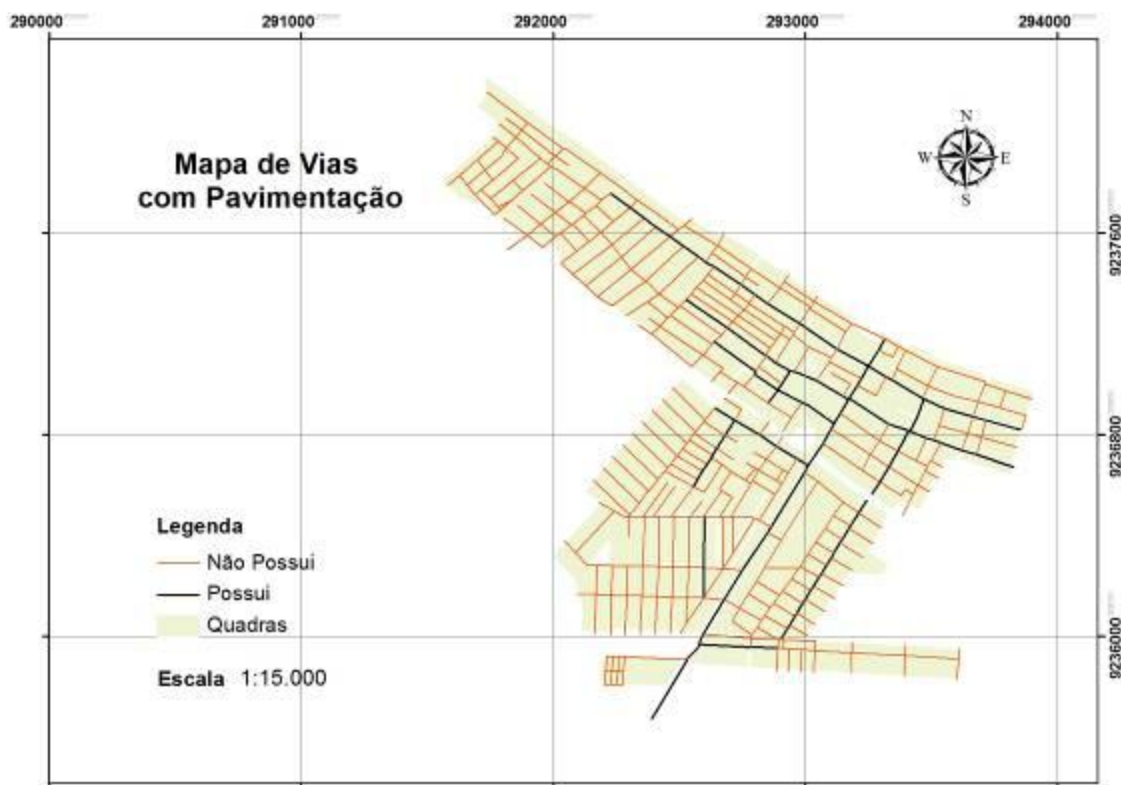 290000 291000 292000 293000 294000
N
W E
S
Mapa de Vias
com Pavimentação
9237600
9236800
Legenda
Não Possui
Possui
Quadras
9236000
Escala 1:15.000